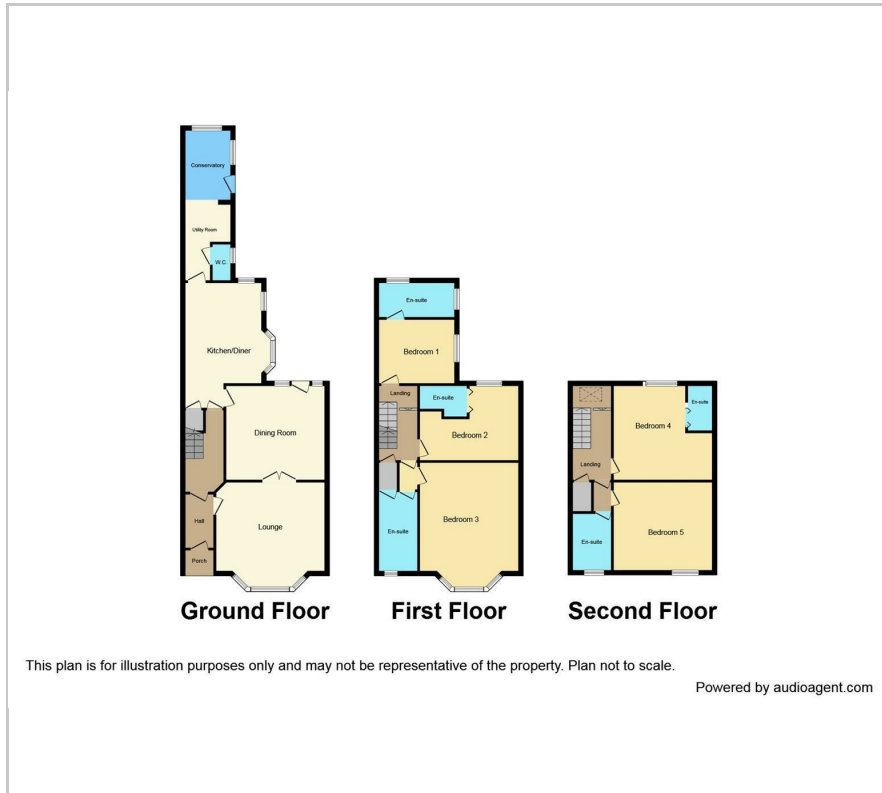 Conservatory
Utility Room
W.C.
Kitchen/Diner
Dining Room
Hall
Lounge
Porch
Ground Floor
En-suite
Bedroom 1
Landing
En-suite
Bedroom 2
Bedroom 3
En-suite
First Floor
En-suite
Bedroom 4
Landing
Bedroom 5
En-suite
Second Floor
This plan is for illustration purposes only and may not be representative of the property. Plan not to scale.
Powered by audioagent.com